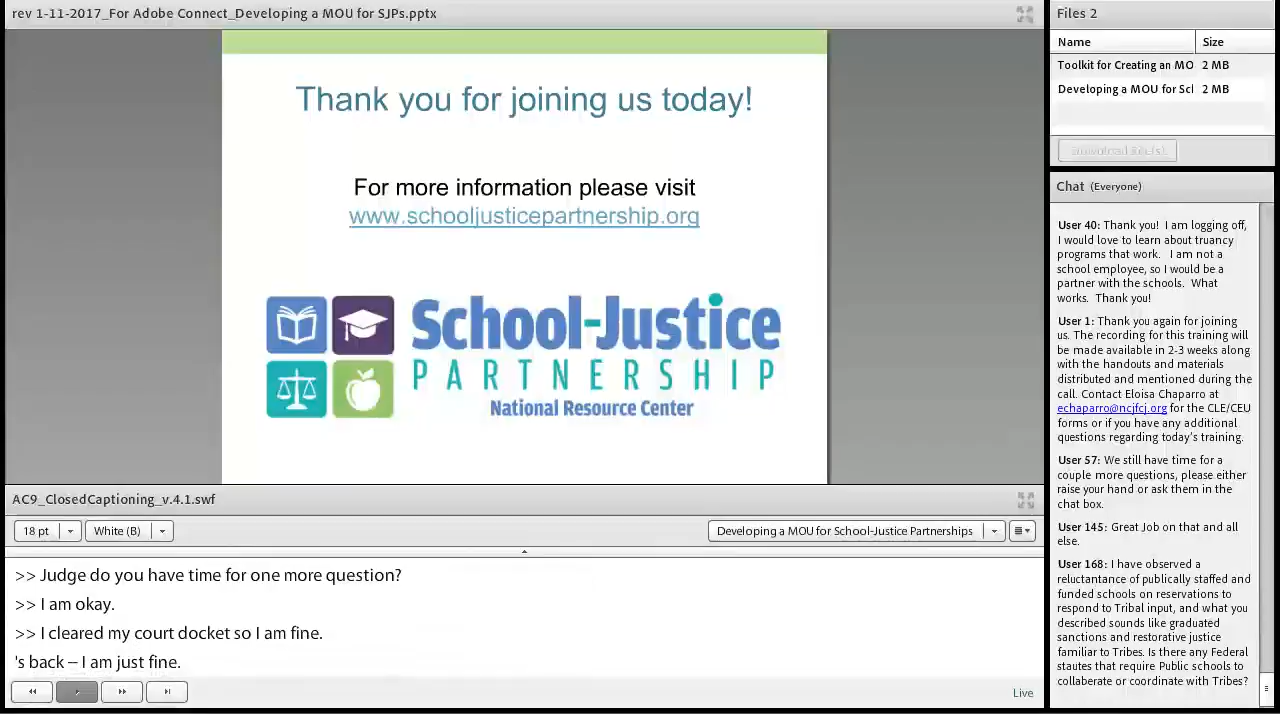 rev 1-11-2017_For Adobe Connect_Developing a MOU for SJPs.pptx
Thank you for joining us today!
For more information please visit
www.schooljusticepartnership.org
School-Justice
PARTNERSHIP
National Resource Center
AC9_ClosedCaptioning_v.4.1.swf
18 pt
White (B)
Developing a MOU for School-Justice Partnerships
>> Judge do you have time for one more question?
>> I am okay.
>> I cleared my court docket so I am fine.
's back – I am just fine.
Live
Files 2
Name Size
Toolkit for Creating an MO 2 MB
Developing a MOU for Scl 2 MB
Download File(s)
Chat (Everyone)
User 40: Thank you! I am logging off,
I would love to learn about truancy
programs that work. I am not a
school employee, so I would be a
partner with the schools. What
works. Thank you!
User 1: Thank you again for joining
us. The recording for this training will
be made available in 2-3 weeks along
with the handouts and materials
distributed and mentioned during the
call. Contact Eloisa Chaparro at
echaparro@ncjfcj.org for the CLE/CEU
forms or if you have any additional
questions regarding today's training.
User 57: We still have time for a
couple more questions, please either
raise your hand or ask them in the
chat box.
User 145: Great Job on that and all
else.
User 168: I have observed a
reluctance of publically staffed and
funded schools on reservations to
respond to Tribal input, and what you
described sounds like graduated
sanctions and restorative justice
familiar to Tribes. Is there any Federal
stautes that require Public schools to
collaberate or coordinate with Tribes?